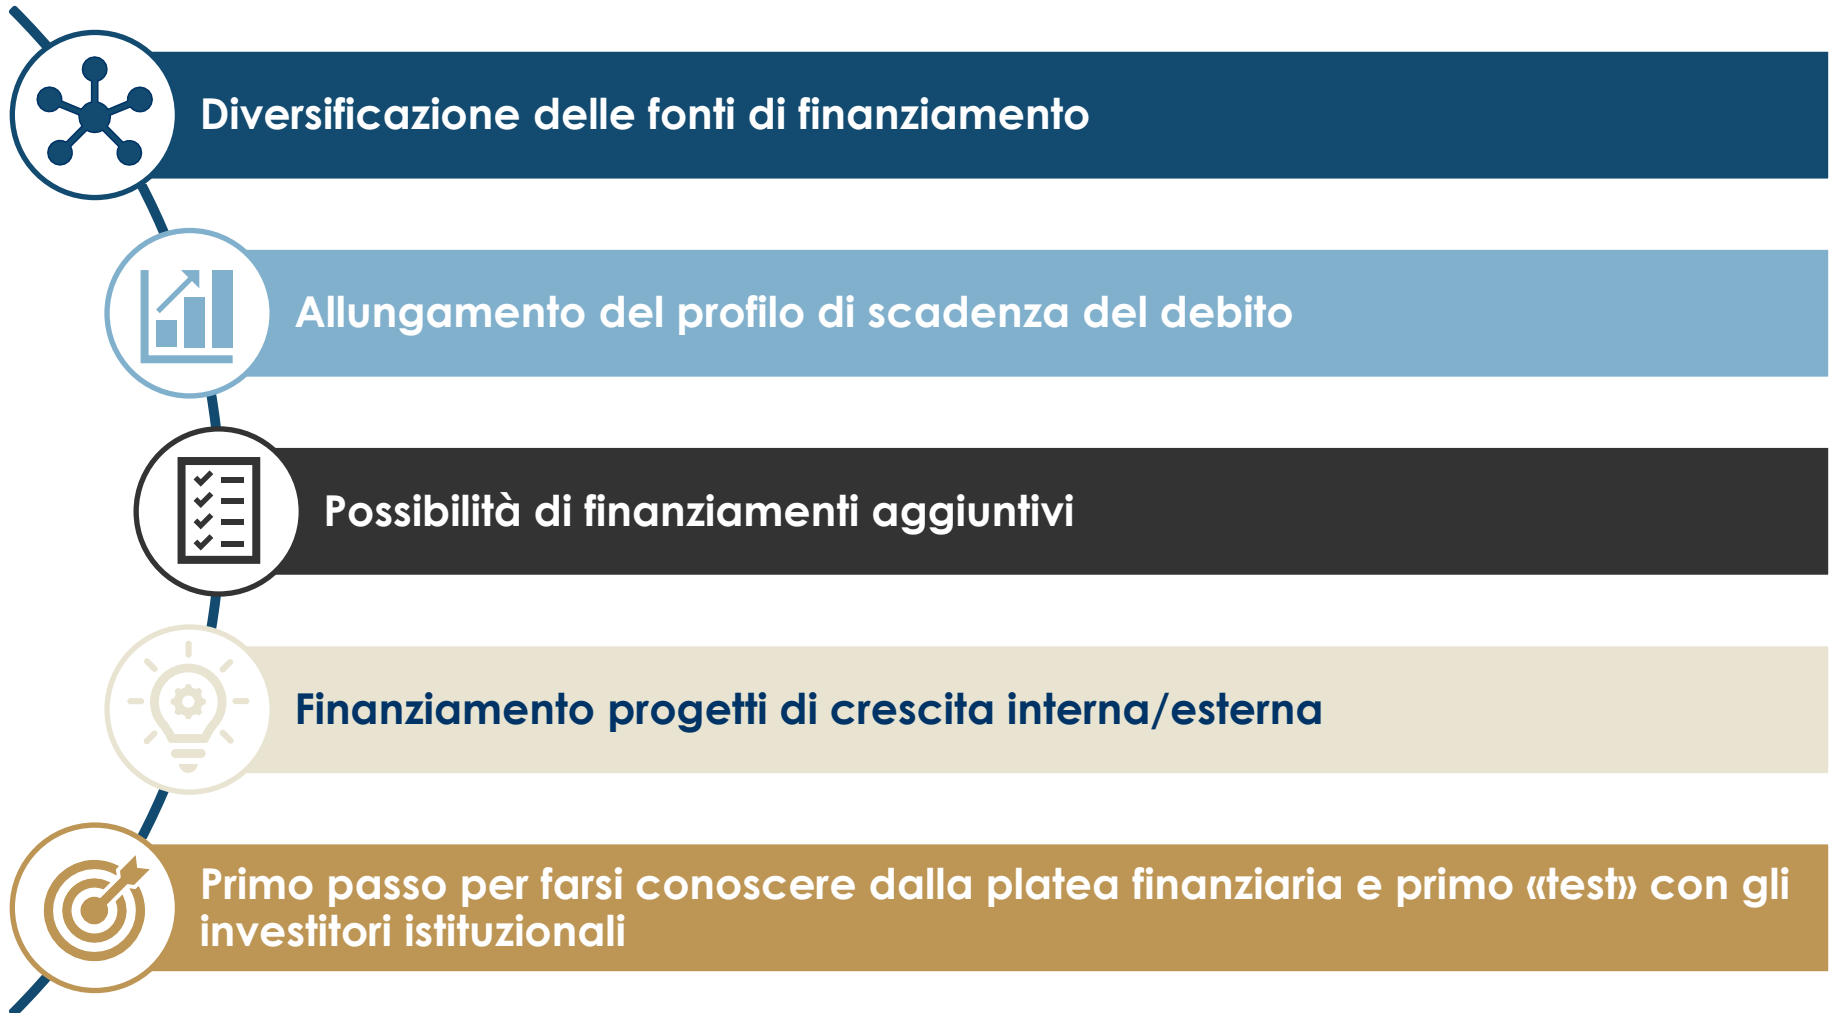 Diversificazione delle fonti di finanziamento
Allungamento del profilo di scadenza del debito
Possibilità di finanziamenti aggiuntivi
Finanziamento progetti di crescita interna/esterna
Primo passo per farsi conoscere dalla platea finanziaria e primo «test» con gli
investitori istituzionali